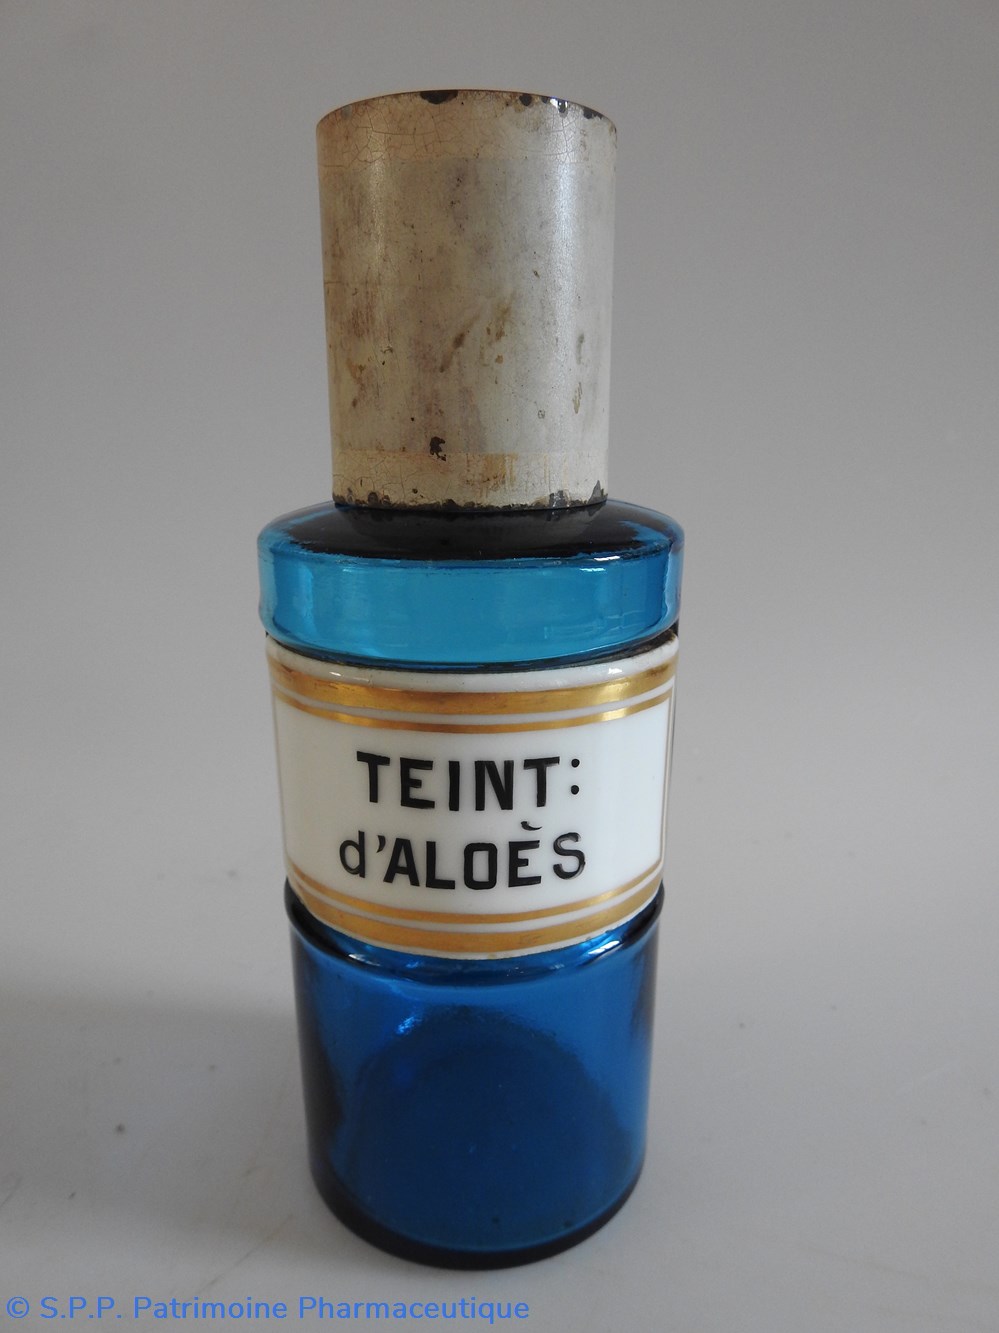 TEINT:
d'ALOÈS
© S.P.P. Patrimoine Pharmaceutique